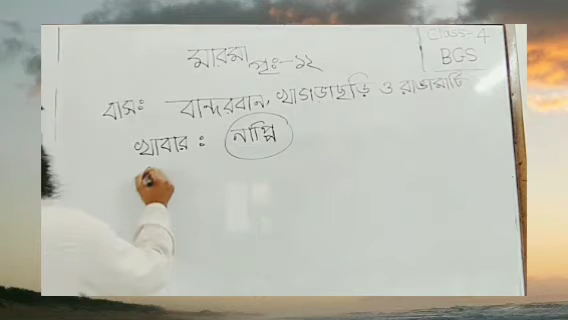 মারমা
পৃঃ-১২
Class-4
BGS
বাসঃ বান্দরবান, খাগড়াছড়ি ও রাঙামাটি
খাবার : নাপ্পি